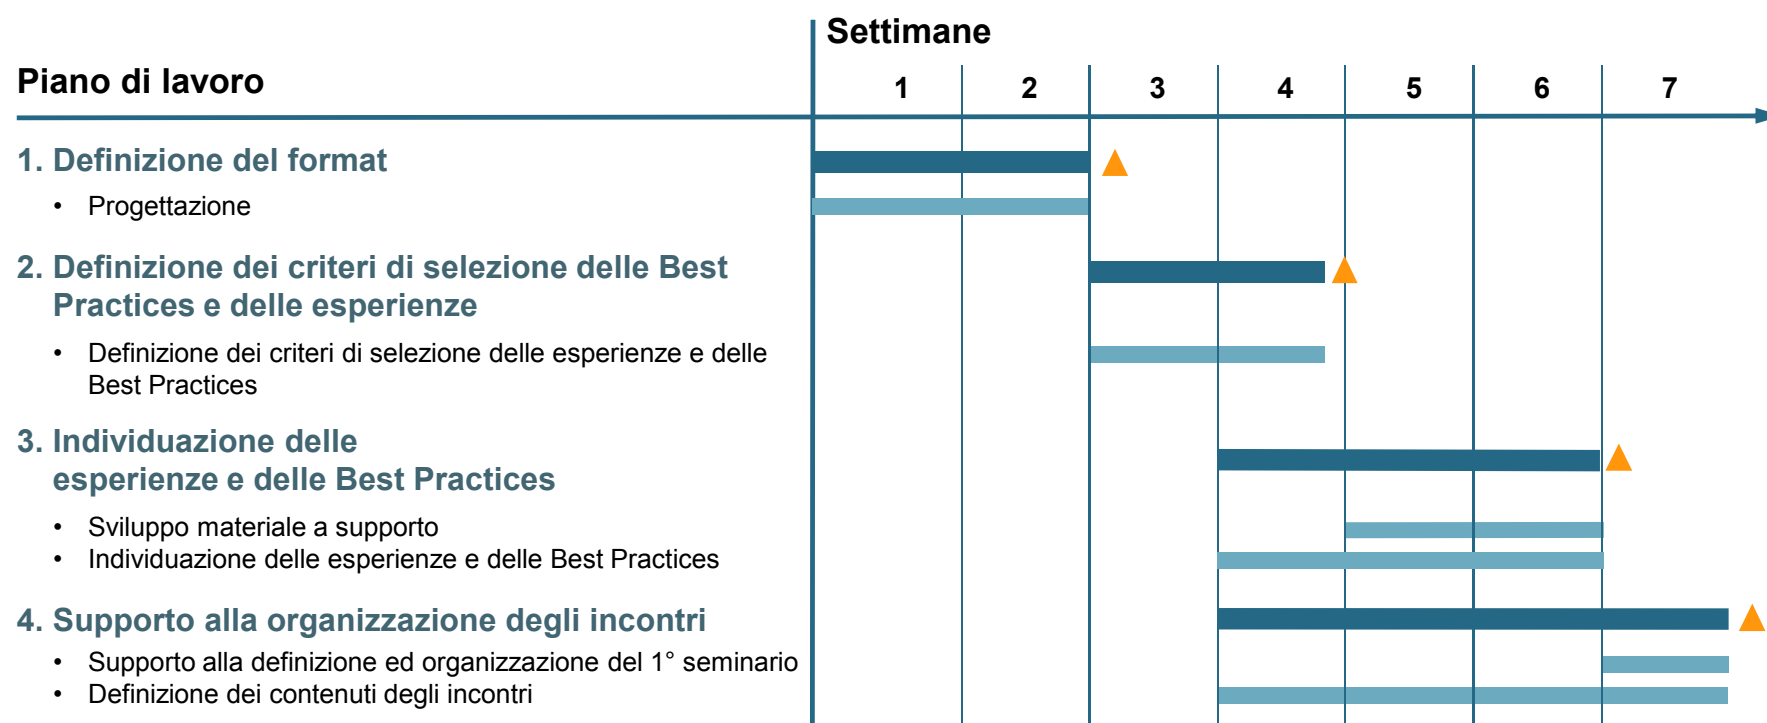 Settimane
Piano di lavoro
1 2 3 4 5 6 7
1. Definizione del format
• Progettazione
2. Definizione dei criteri di selezione delle Best
Practices e delle esperienze
• Definizione dei criteri di selezione delle esperienze e delle
Best Practices
3. Individuazione delle
esperienze e delle Best Practices
• Sviluppo materiale a supporto
• Individuazione delle esperienze e delle Best Practices
4. Supporto alla organizzazione degli incontri
• Supporto alla definizione ed organizzazione del 1° seminario
• Definizione dei contenuti degli incontri